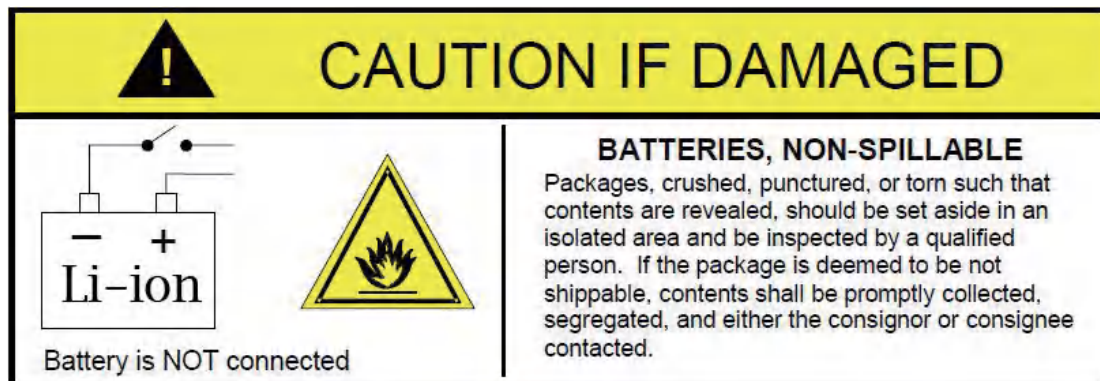 ! CAUTION IF DAMAGED
− +
Li-ion
Battery is NOT connected
BATTERIES, NON-SPILLABLE
Packages, crushed, punctured, or torn such that
contents are revealed, should be set aside in an
isolated area and be inspected by a qualified
person. If the package is deemed to be not
shippable, contents shall be promptly collected,
segregated, and either the consignor or consignee
contacted.